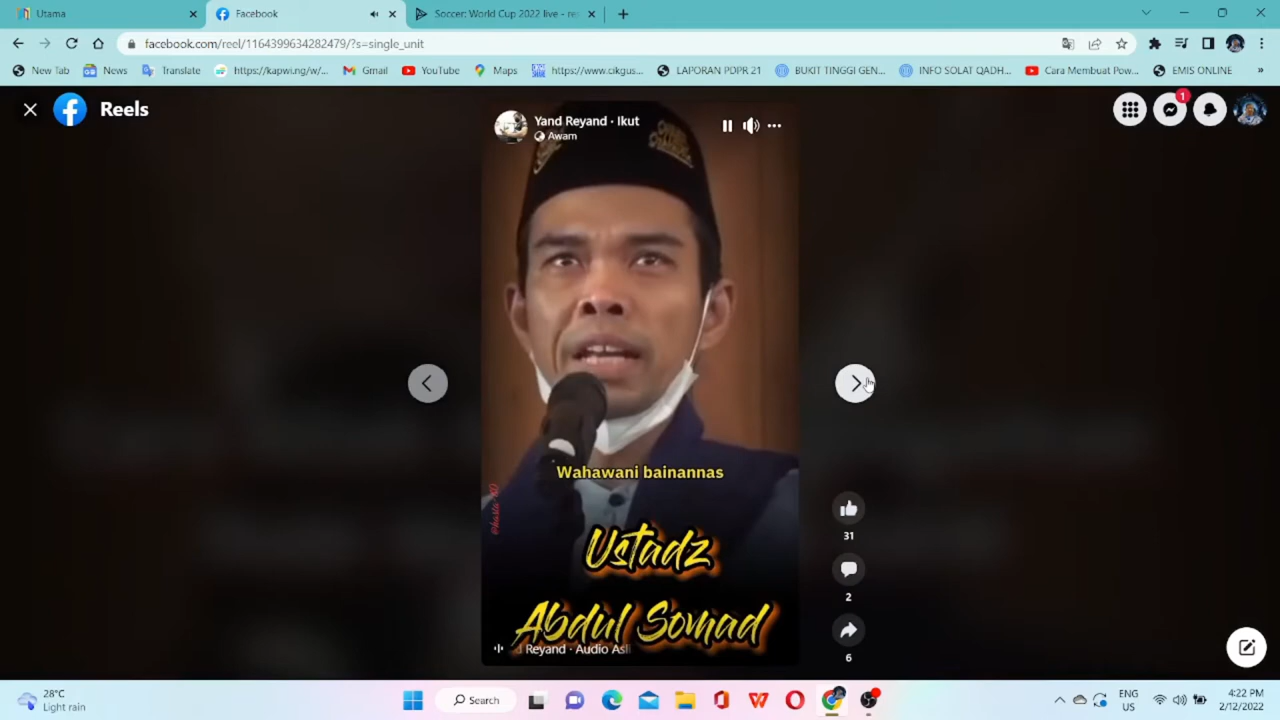 Utama
Facebook
Soccer: World Cup 2022 live - re
facebook.com/reel/1164399634282479/?s=single_unit
New Tab
News
Translate
https://kapwi.ng/w/...
Gmail
YouTube
Maps
https://www.cikgus...
LAPORAN PDPR 21
BUKIT TINGGI GEN...
INFO SOLAT QADH...
Cara Membuat Pow...
EMIS ONLINE
»
Reels
1
Yand Reyand · Ikut
Awam
Wahawani bainannas
Ustadz
Abdul Somad
Reyand · Audio Asli
31
2
6
28°C
Light rain
Search
ENG
US
4:22 PM
2/12/2022